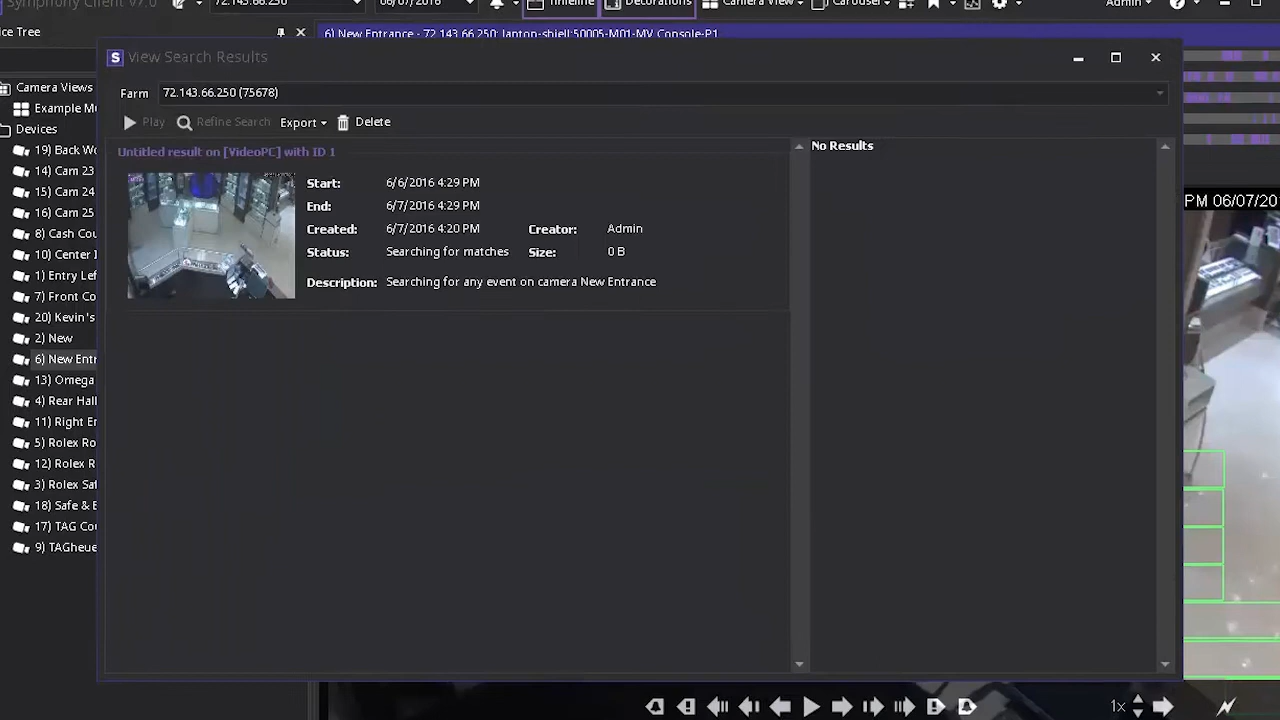 Symphony Client v7.0
72.143.66.250
06/07/2016
Timeline
Decorations
Camera View
Carousel
Admin
ice Tree
6) New Entrance - 72.143.66.250: lanton-shiell:50005-M01-MV Console-P1
S View Search Results
Farm 72.143.66.250 (75678)
Play Refine Search Export Delete
Untitled result on [VideoPC] with ID 1
Start: 6/6/2016 4:29 PM
End: 6/7/2016 4:29 PM
Created: 6/7/2016 4:20 PM Creator: Admin
Status: Searching for matches Size: 0 B
Description: Searching for any event on camera New Entrance
No Results
Camera Views
Example Mu
Devices
19) Back Wo
14) Cam 23
15) Cam 24
16) Cam 25
8) Cash Cou
10) Center I
1) Entry Left
7) Front Co
20) Kevin's
2) New
6) New Entr
13) Omega
4) Rear Hall
11) Right En
5) Rolex Ro
12) Rolex R
3) Rolex Saf
18) Safe & E
17) TAG Cou
9) TAGheue
PM 06/07/20
1x